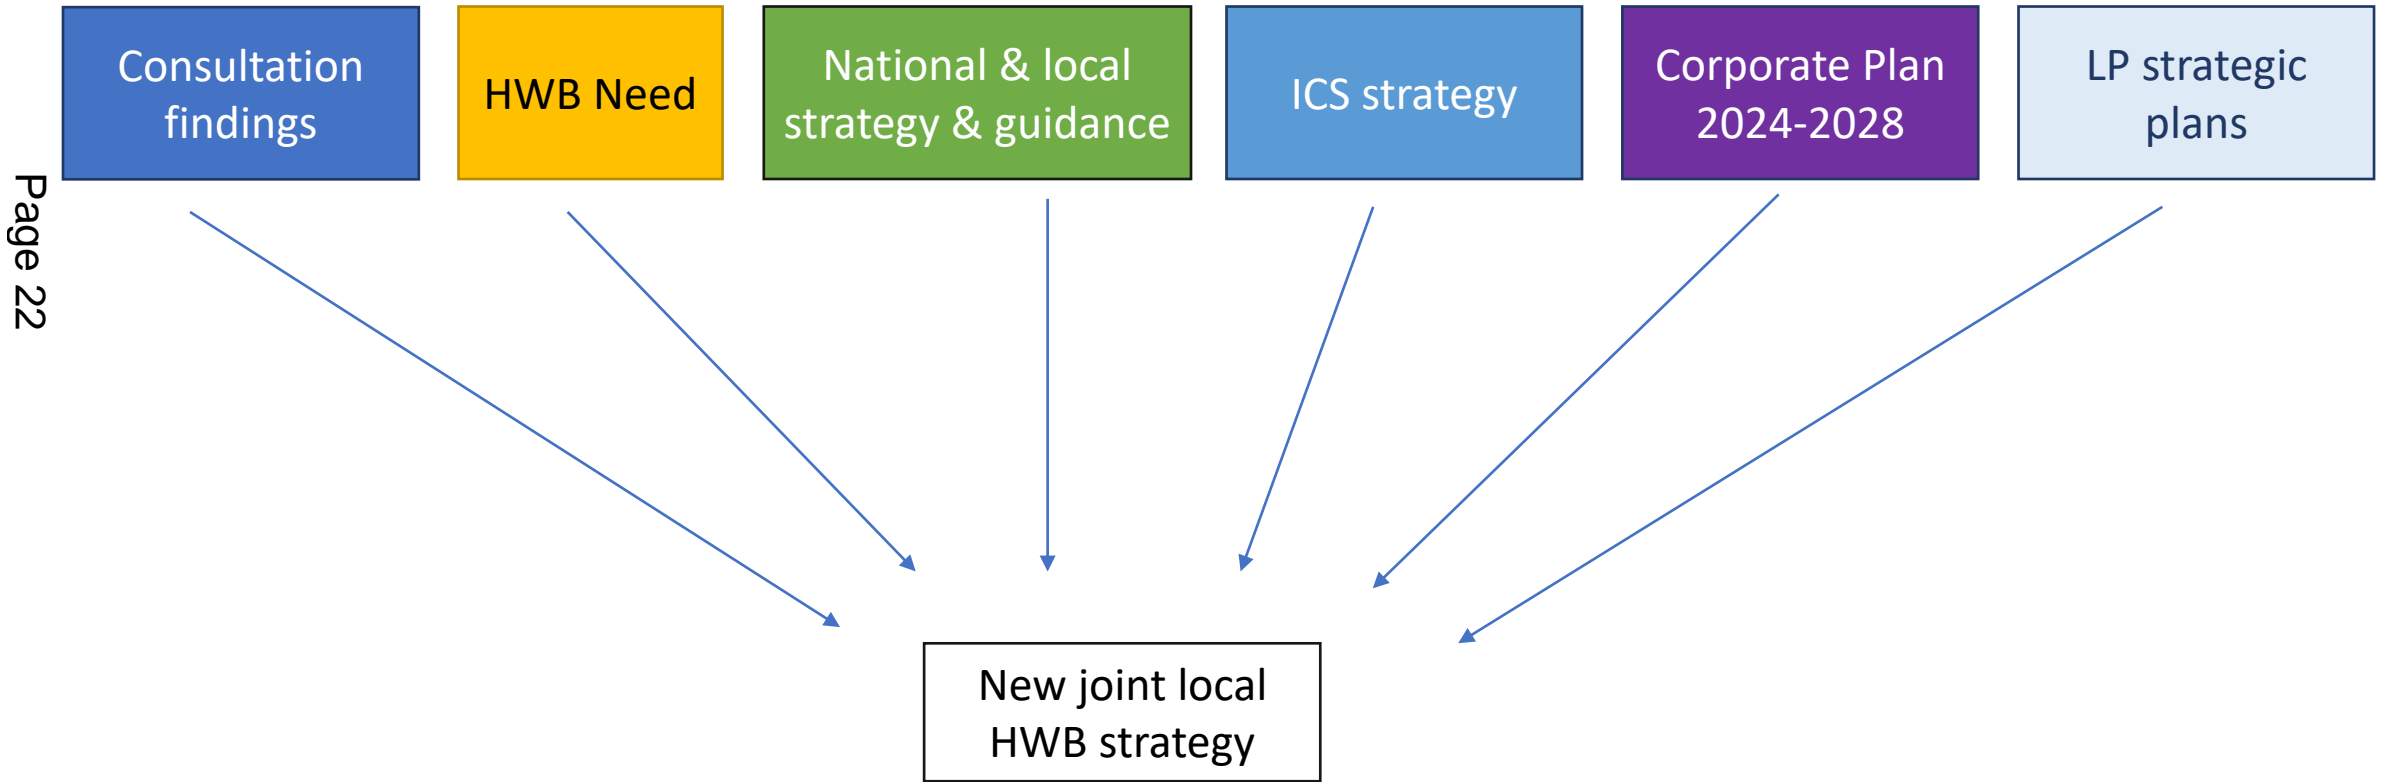 Consultation
findings
HWB Need
National & local
strategy & guidance
ICS strategy
Corporate Plan
2024-2028
LP strategic
plans
Page 22
New joint local
HWB strategy